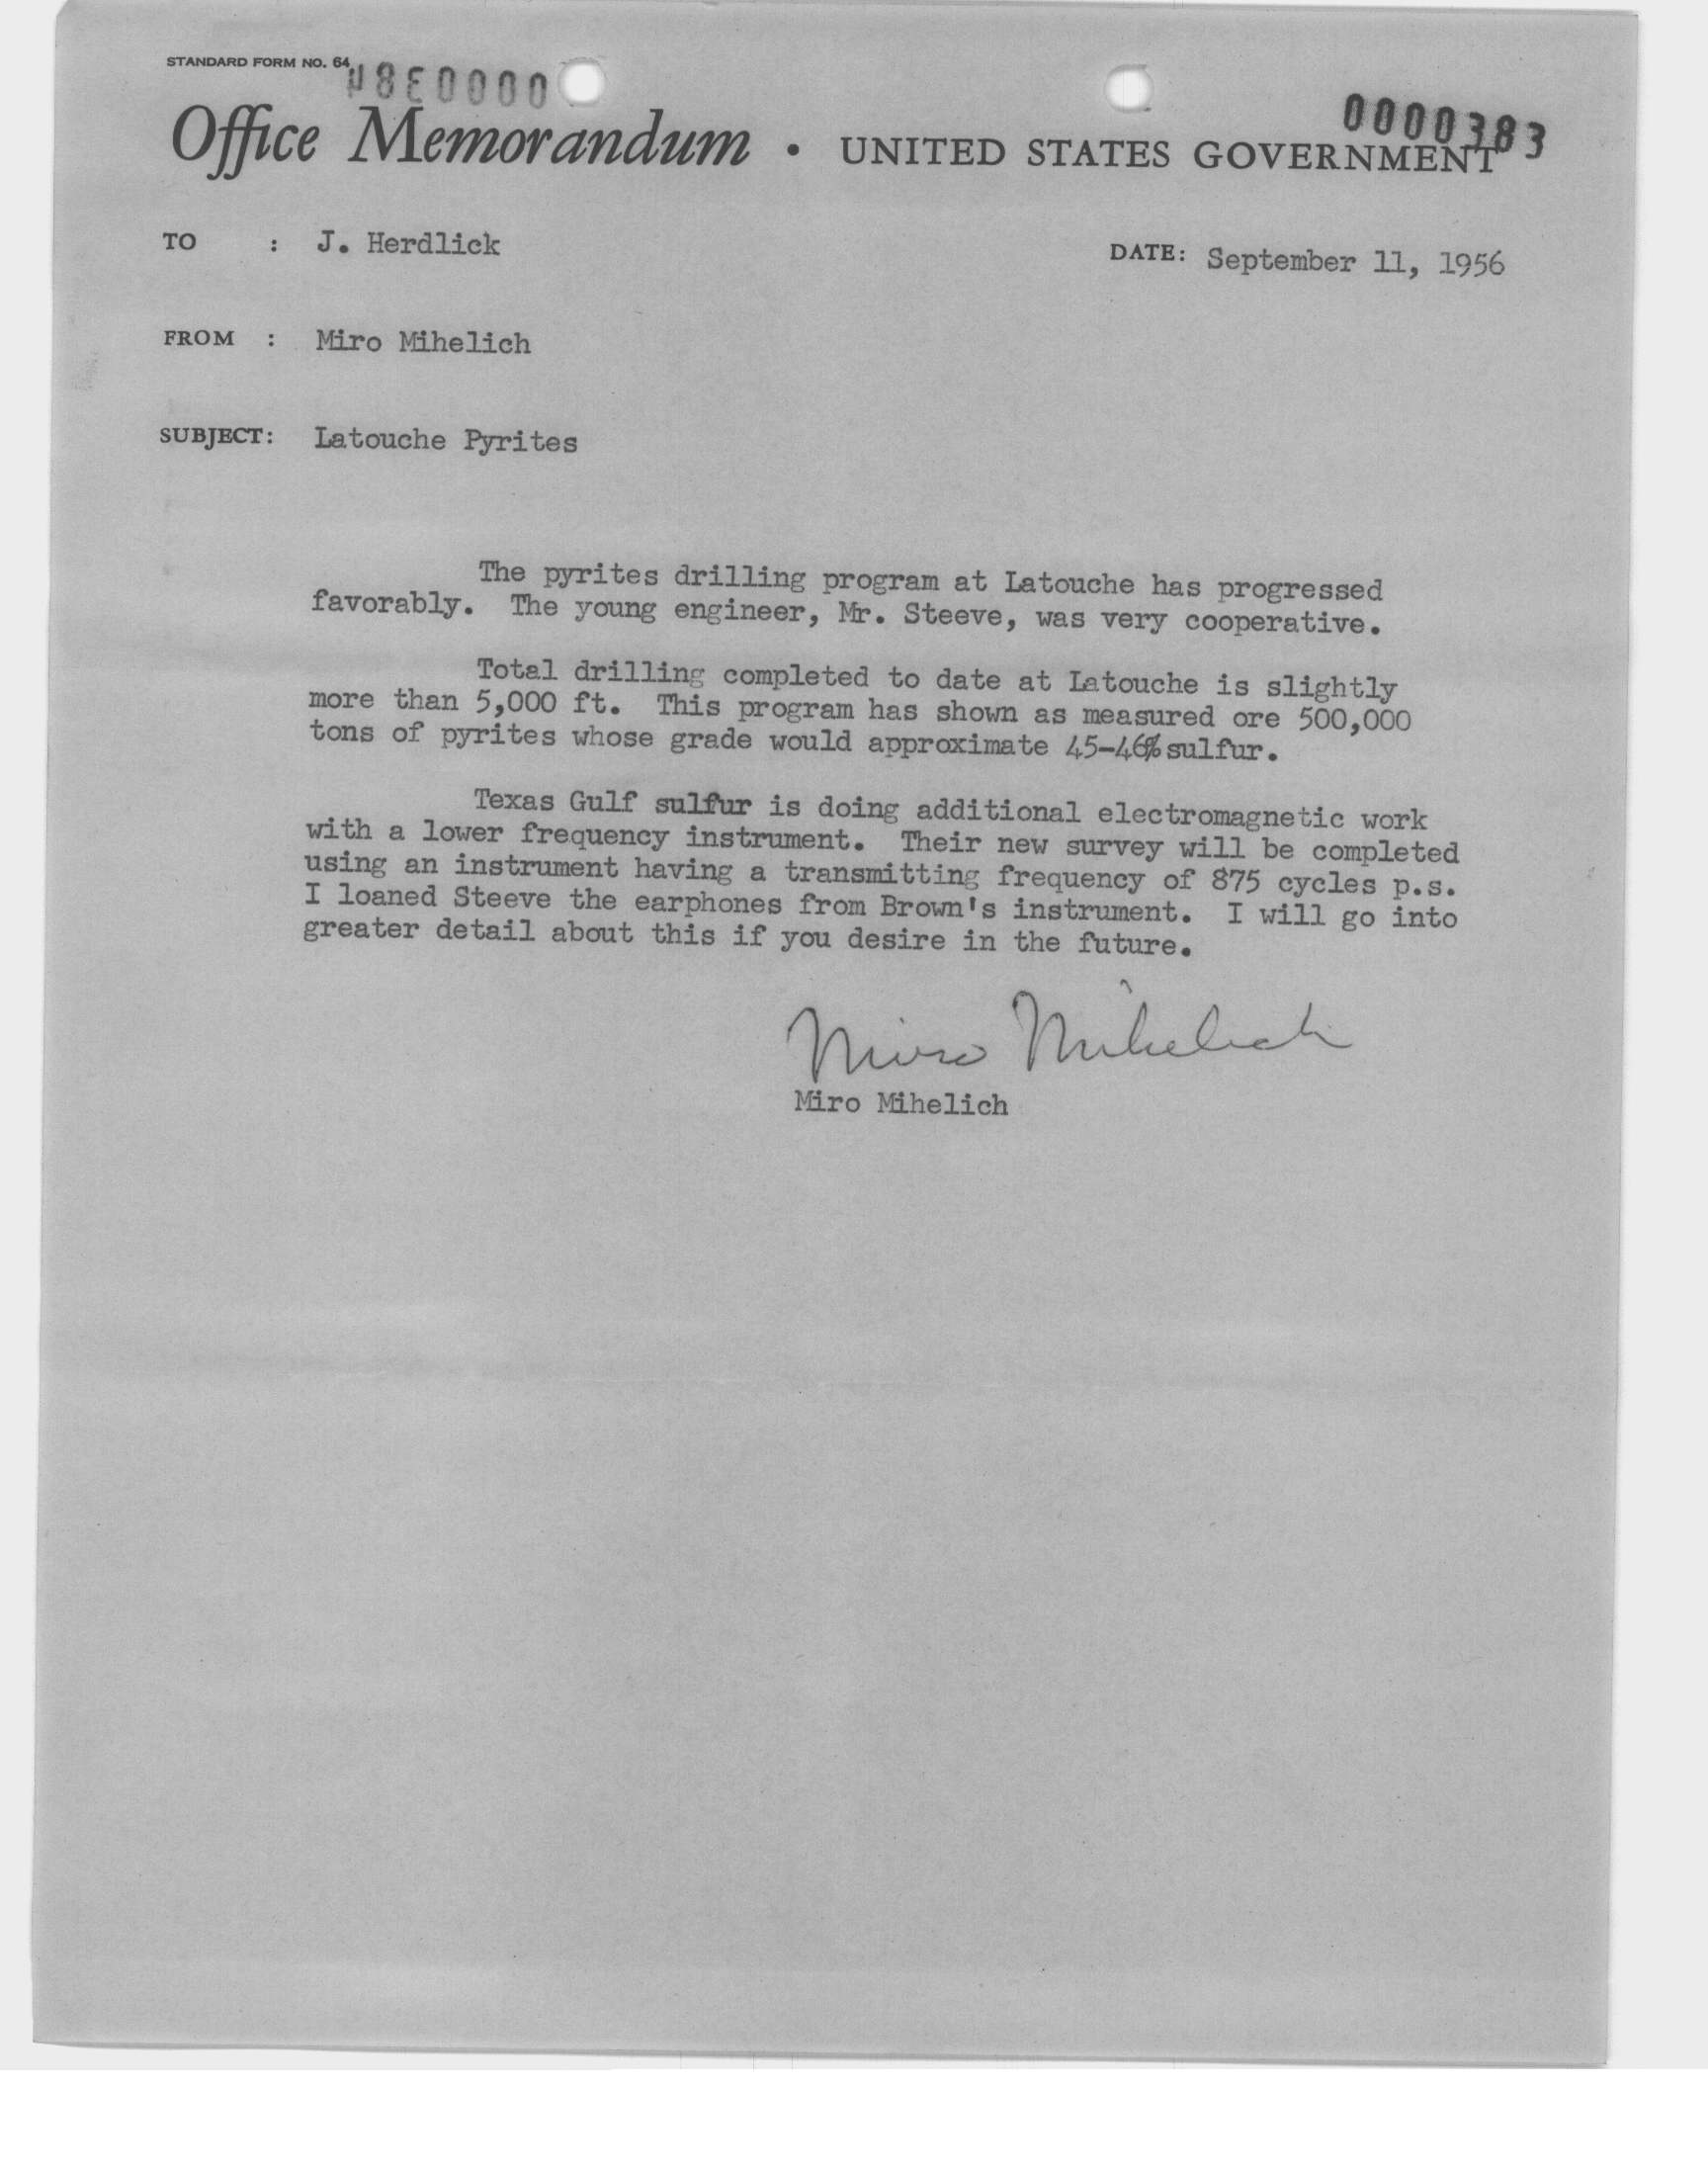 STANDARD FORM NO. 64
0000383
Office Memorandum • UNITED STATES GOVERNMENT
TO : J. Herdlick
DATE: September 11, 1956
FROM : Miro Mihelich
SUBJECT: Latouche Pyrites
The pyrites drilling program at Latouche has progressed
favorably. The young engineer, Mr. Steeve, was very cooperative.
Total drilling completed to date at Latouche is slightly
more than 5,000 ft. This program has shown as measured ore 500,000
tons of pyrites whose grade would approximate 45-46% sulfur.
Texas Gulf sulfur is doing additional electromagnetic work
with a lower frequency instrument. Their new survey will be completed
using an instrument having a transmitting frequency of 875 cycles p.s.
I loaned Steeve the earphones from Brown's instrument. I will go into
greater detail about this if you desire in the future.
Miro Mihelich
Miro Mihelich